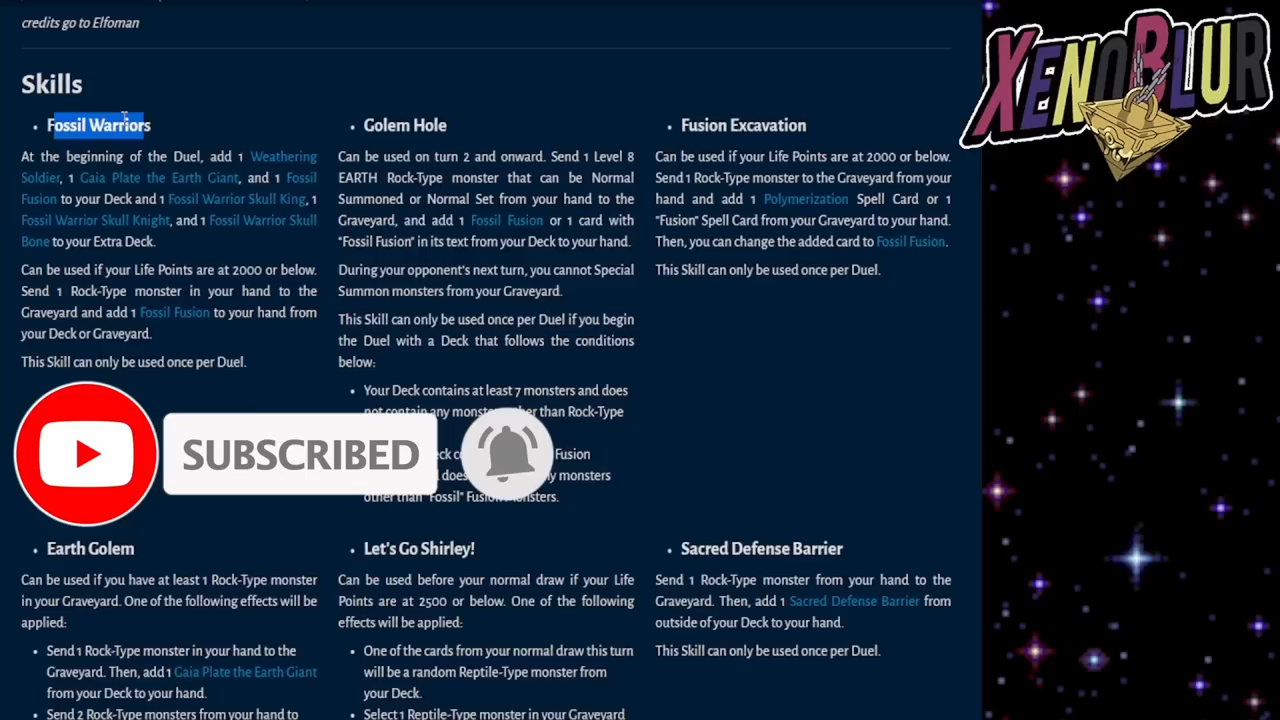 credits go to Elfoman
XENOBLUR
Skills
• Fossil Warriors
At the beginning of the Duel, add 1 Weathering
Soldier, 1 Gaia Plate the Earth Giant, and 1 Fossil
Fusion to your Deck and 1 Fossil Warrior Skull King, 1
Fossil Warrior Skull Knight, and 1 Fossil Warrior Skull
Bone to your Extra Deck.
Can be used if your Life Points are at 2000 or below.
Send 1 Rock-Type monster in your hand to the
Graveyard and add 1 Fossil Fusion to your hand from
your Deck or Graveyard.
This Skill can only be used once per Duel.
• Golem Hole
Can be used on turn 2 and onward. Send 1 Level 8
EARTH Rock-Type monster that can be Normal
Summoned or Normal Set from your hand to the
Graveyard, and add 1 Fossil Fusion or 1 card with
"Fossil Fusion" in its text from your Deck to your hand.
During your opponent's next turn, you cannot Special
Summon monsters from your Graveyard.
This Skill can only be used once per Duel if you begin
the Duel with a Deck that follows the conditions
below:
• Your Deck contains at least 7 monsters and does
not contain any other than Rock-Type
Fusion
monsters
other than "Fossil" Fusion Monsters.
• Fusion Excavation
Can be used if your Life Points are at 2000 or below.
Send 1 Rock-Type monster to the Graveyard from your
hand and add 1 Polymerization Spell Card or 1
"Fusion" Spell Card from your Graveyard to your hand.
Then, you can change the added card to Fossil Fusion.
This Skill can only be used once per Duel.
SUBSCRIBED
• Earth Golem
Can be used if you have at least 1 Rock-Type monster
in your Graveyard. One of the following effects will be
applied:
• Send 1 Rock-Type monster in your hand to the
Graveyard. Then, add 1 Gaia Plate the Earth Giant
from your Deck to your hand.
• Send 2 Rock-Type monsters from your hand to
• Let's Go Shirley!
Can be used before your normal draw if your Life
Points are at 2500 or below. One of the following
effects will be applied:
• One of the cards from your normal draw this turn
will be a random Reptile-Type monster from
your Deck.
• Select 1 Reptile-Type monster in your Graveyard
• Sacred Defense Barrier
Send 1 Rock-Type monster from your hand to the
Graveyard. Then, add 1 Sacred Defense Barrier from
outside of your Deck to your hand.
This Skill can only be used once per Duel.